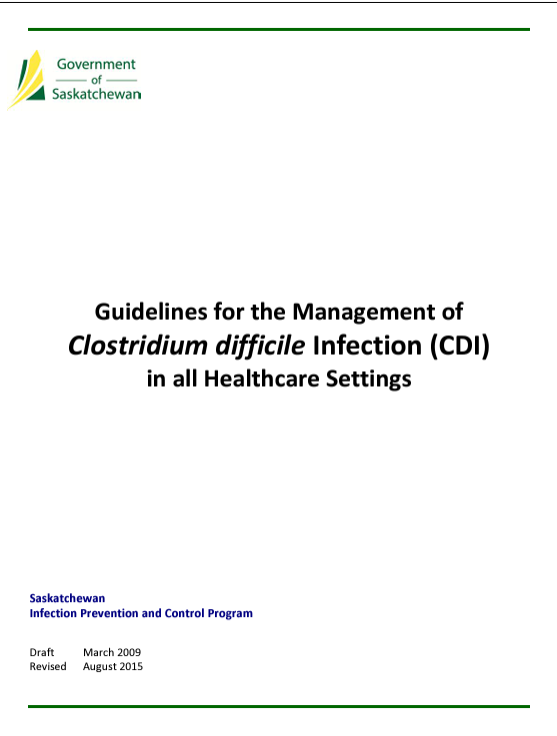 Government
of
Saskatchewan
Guidelines for the Management of
Clostridium difficile Infection (CDI)
in all Healthcare Settings
Saskatchewan
Infection Prevention and Control Program
Draft March 2009
Revised August 2015